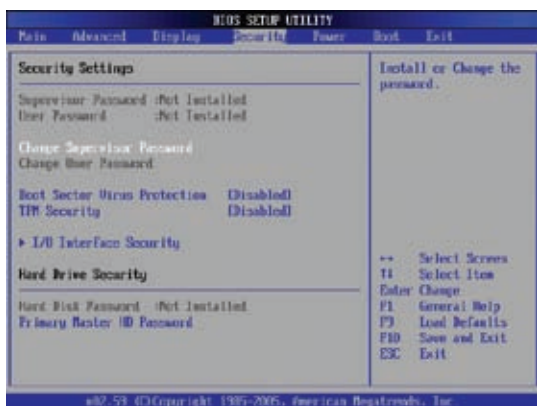 BIOS SETUP UTILITY
Main Advanced Display Security Power Boot Exit
Security Settings
Supervisor Password :Not Installed
User Password :Not Installed
Change Supervisor Password
Change User Password
Boot Sector Virus Protection [Disabled]
TPM Security [Disabled]
▶ I/O Interface Security
Hard Drive Security
Hard Disk Password :Not Installed
Primary Master HD Password
Install or Change the
password.
↔ Select Screen
↑↓ Select Item
Enter Change
F1 General Help
F9 Load Defaults
F10 Save and Exit
ESC Exit
v02.59 (C)Copyright 1985-2005, American Megatrends, Inc.